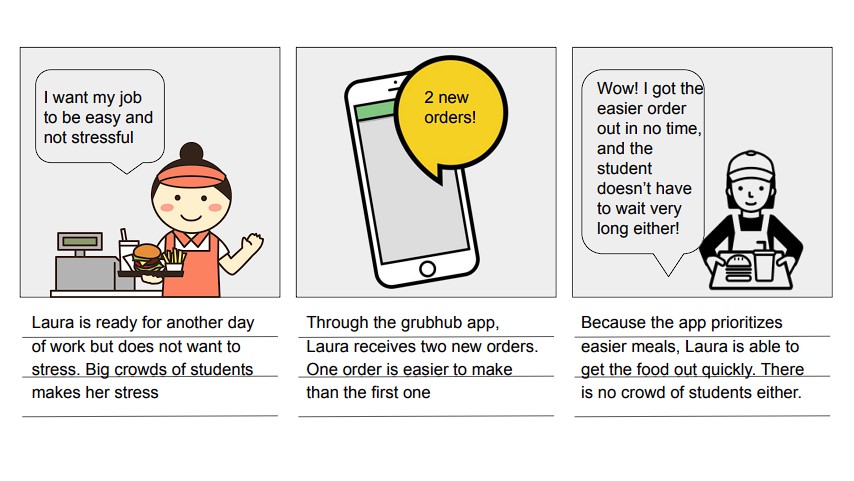 I want my job
to be easy and
not stressful
2 new
orders!
Wow! I got the
easier order
out in no time,
and the
student
doesn’t have
to wait very
long either!
Laura is ready for another day
of work but does not want to
stress. Big crowds of students
makes her stress
Through the grubhub app,
Laura receives two new orders.
One order is easier to make
than the first one
Because the app prioritizes
easier meals, Laura is able to
get the food out quickly. There
is no crowd of students either.